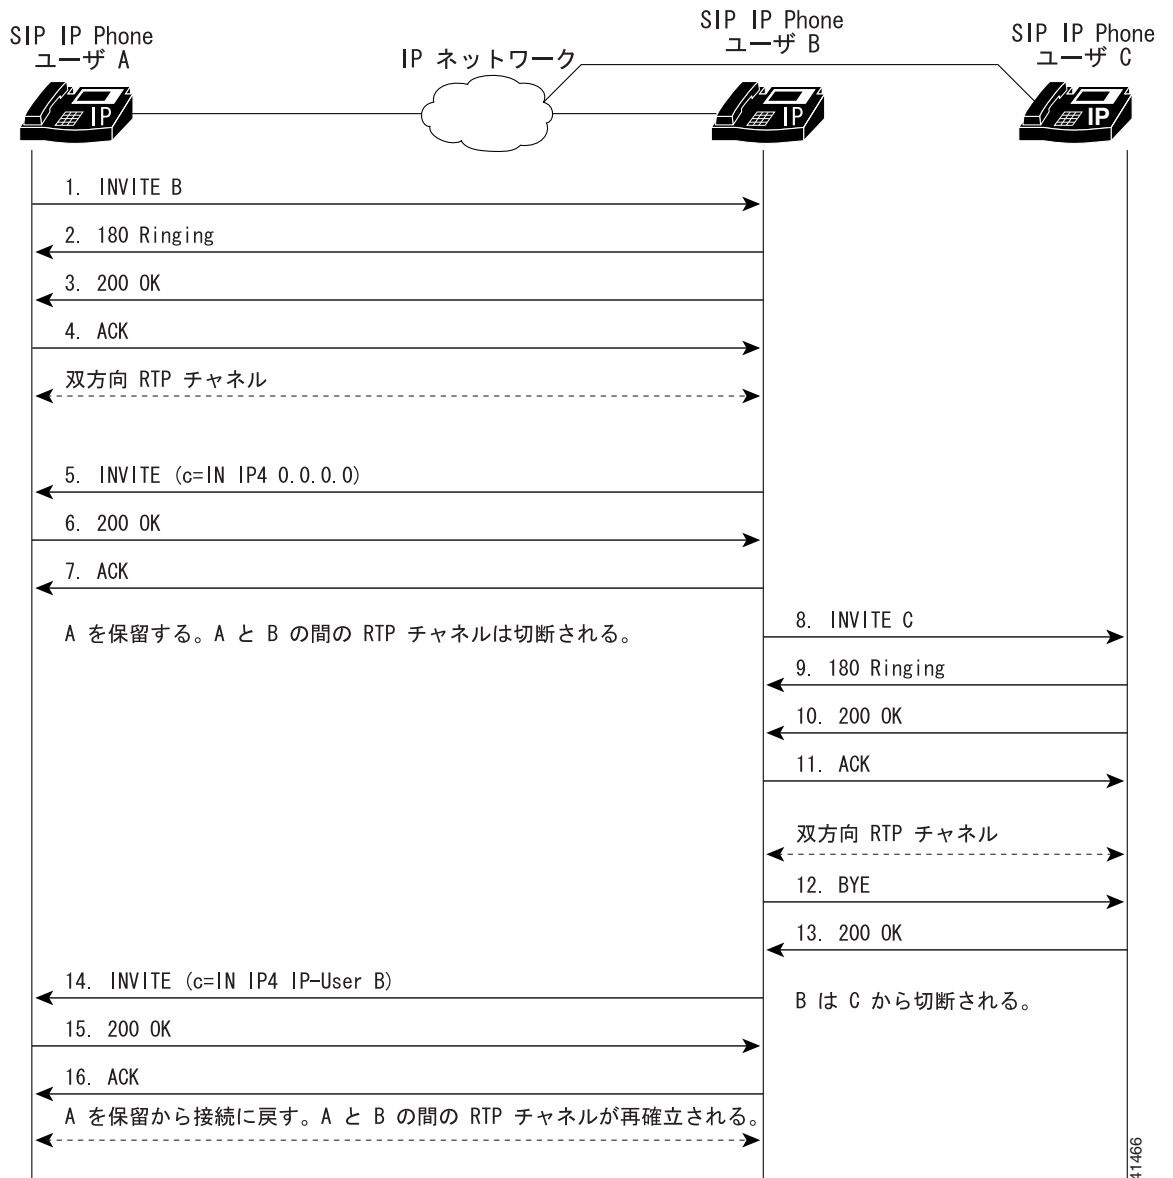 SIP IP Phone
ユーザ A
IP ネットワーク
SIP IP Phone
ユーザ B
SIP IP Phone
ユーザ C
IP
IP
IP
1. INVITE B
2. 180 Ringing
3. 200 OK
4. ACK
双方向 RTP チャネル
5. INVITE (c=IN IP4 0.0.0.0)
6. 200 OK
7. ACK
A を保留する。A と B の間の RTP チャネルは切断される。
8. INVITE C
9. 180 Ringing
10. 200 OK
11. ACK
双方向 RTP チャネル
12. BYE
13. 200 OK
14. INVITE (c=IN IP4 IP-User B)
B は C から切断される。
15. 200 OK
16. ACK
A を保留から接続に戻す。A と B の間の RTP チャネルが再確立される。
41466